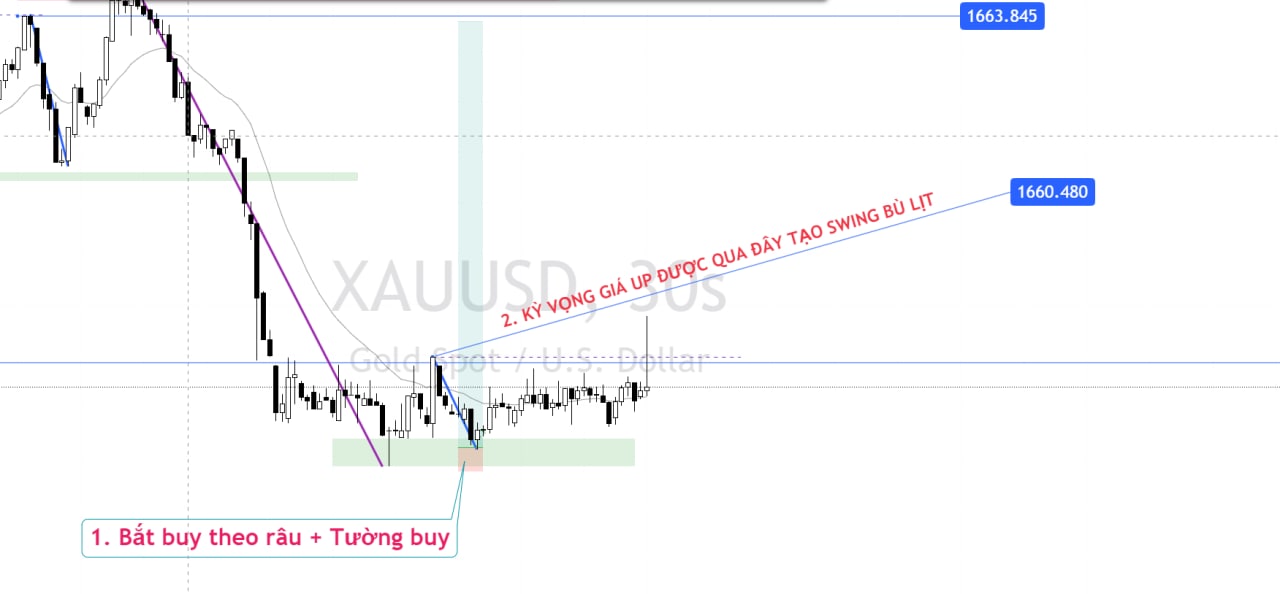 1663.845
1660.480
2. KỲ VỌNG GIÁ UP ĐƯỢC QUA ĐÂY TẠO SWING BÙ LỊT
XAUUSD, 30s
Gold Spot / U.S. Dollar
1. Bắt buy theo râu + Tường buy